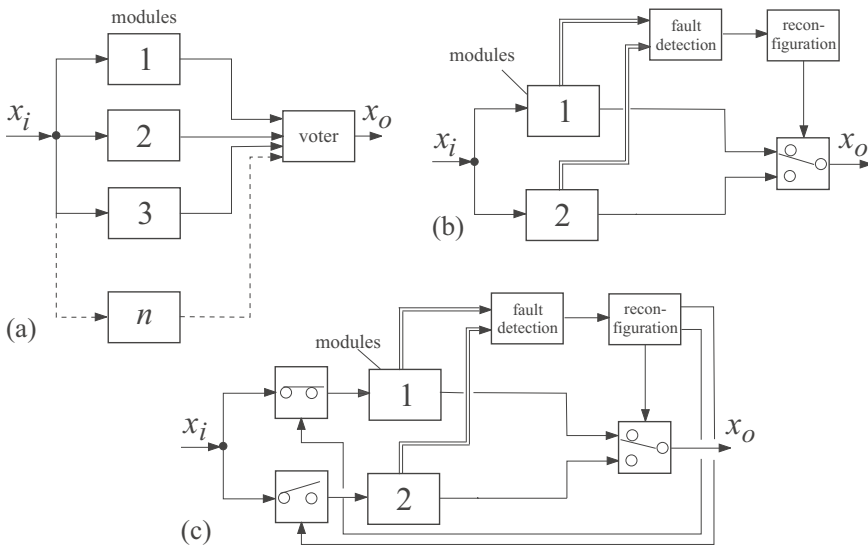 modules
1
2
3
n
x_i
voter
x_o
(a)
modules
1
2
x_i
fault
detection
recon-
figuration
x_o
(b)
modules
1
2
x_i
fault
detection
recon-
figuration
x_o
(c)